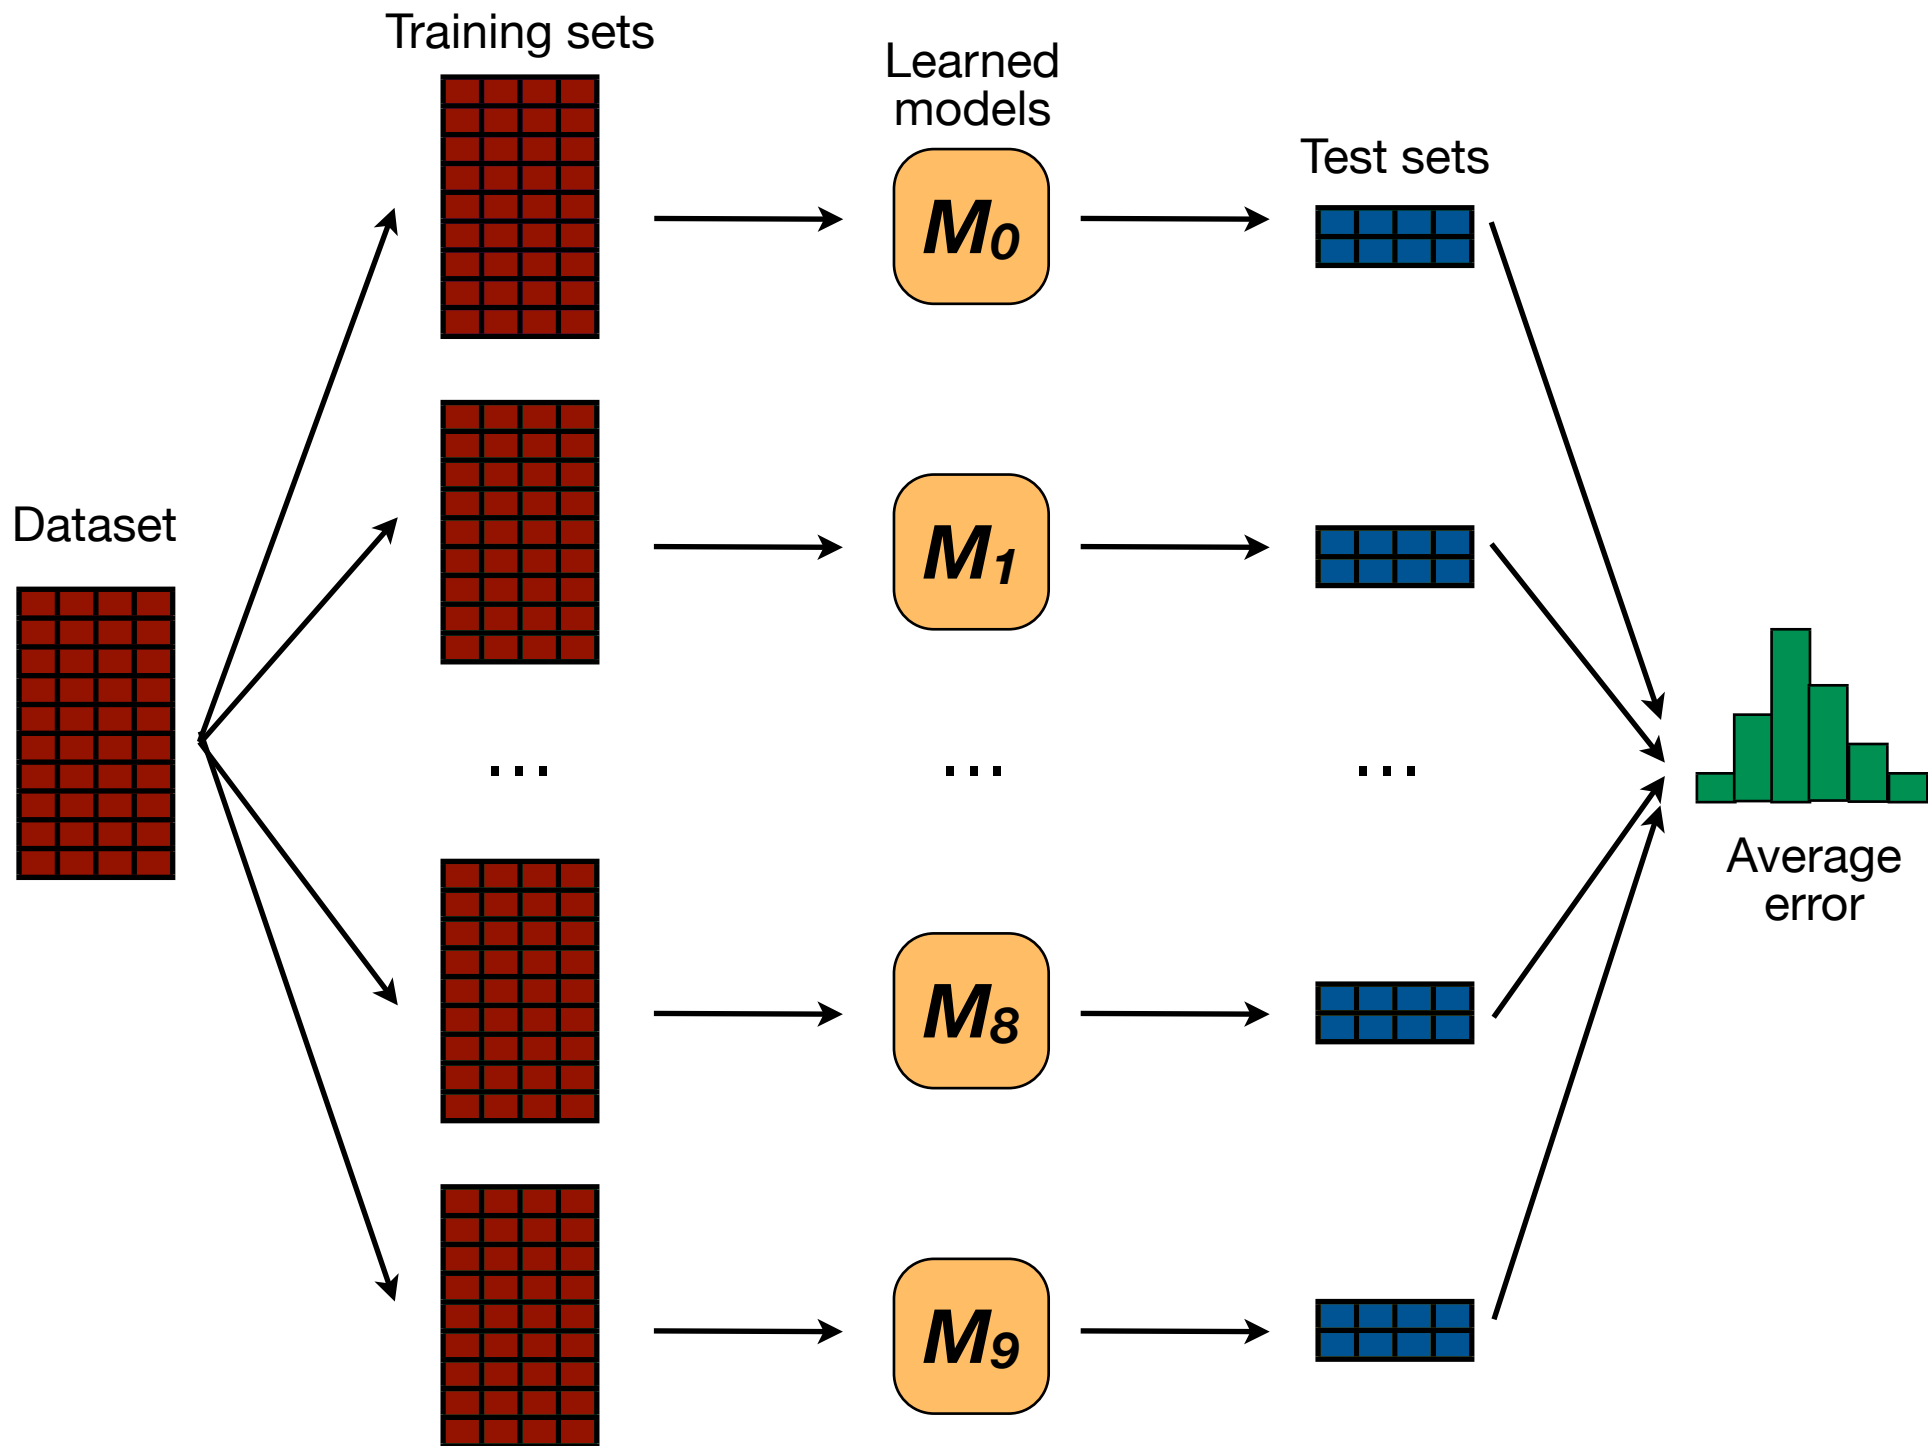 Training sets
Learned
models
Test sets
M0
Dataset
M1
...
...
...
Average
error
M8
M9